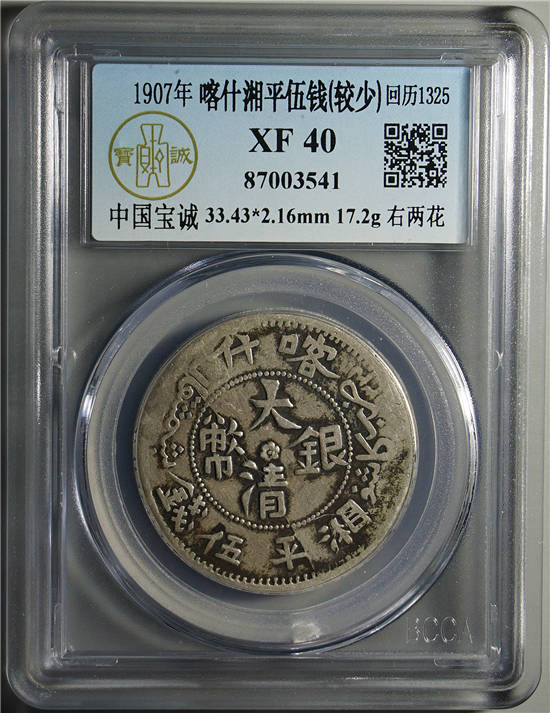 1907年 喀什湘平伍钱(较少) 回历1325
XF 40
87003541
寶 誠
中国宝诚 33.43*2.16mm 17.2g 右两花
喀什
大清銀幣
湘平伍錢
BCCA